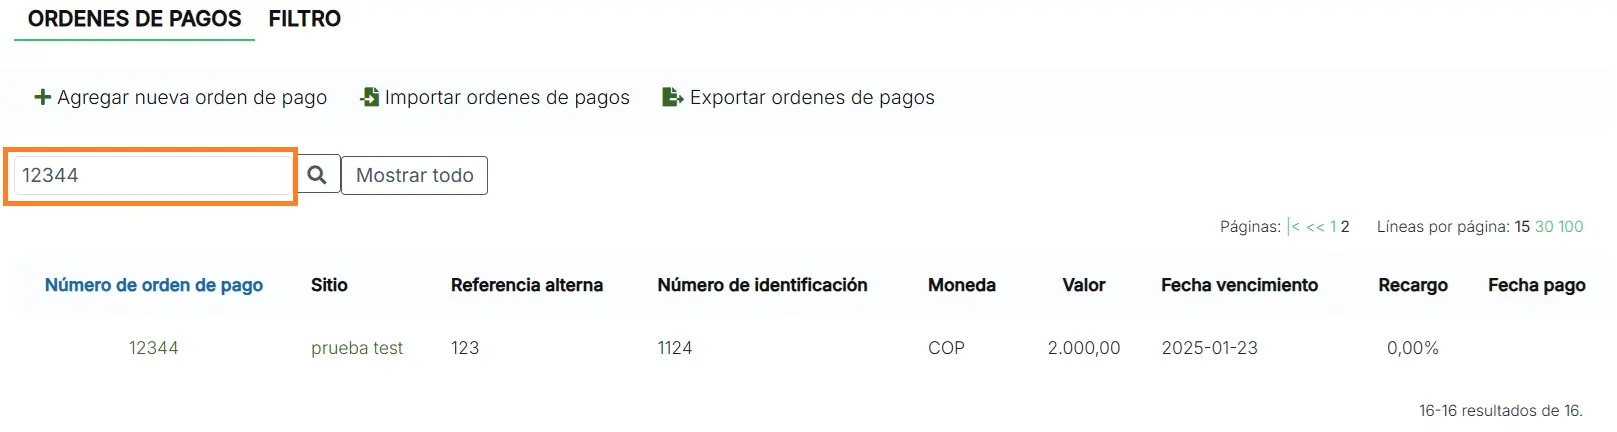 ORDENES DE PAGOS FILTRO
Agregar nueva orden de pago Importar ordenes de pagos Exportar ordenes de pagos
12344 Mostrar todo
Páginas: |< << 1 2 Líneas por página: 15 30 100
Número de orden de pago Sitio Referencia alterna Número de identificación Moneda Valor Fecha vencimiento Recargo Fecha pago
12344 prueba test 123 1124 COP 2.000,00 2025-01-23 0,00%
16-16 resultados de 16.